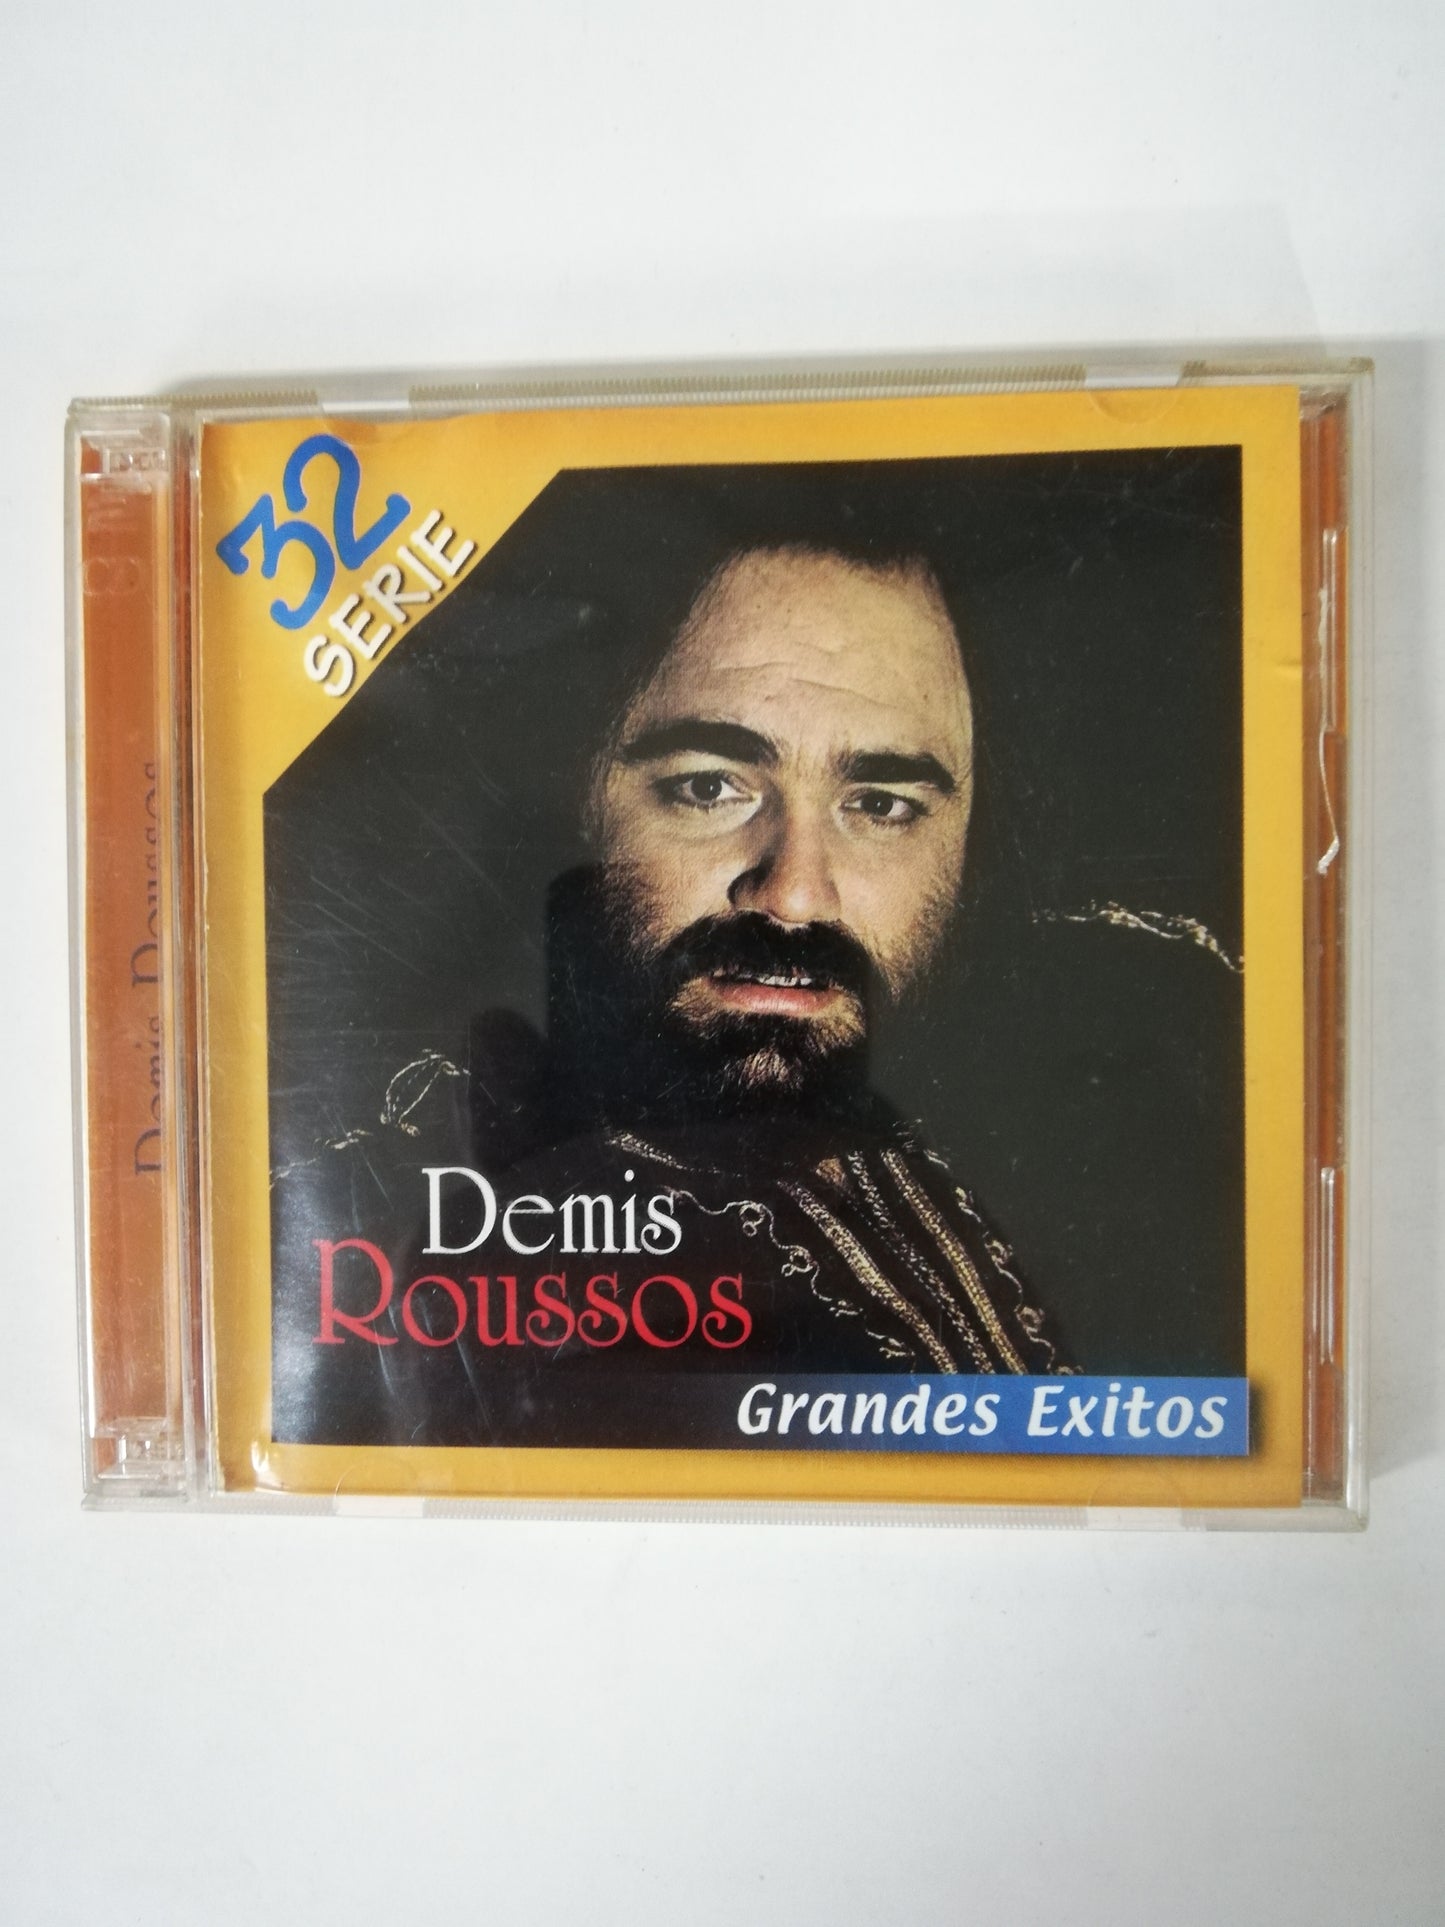 32
SERIE
Demis
Roussos
Grandes Exitos
Demis Roussos